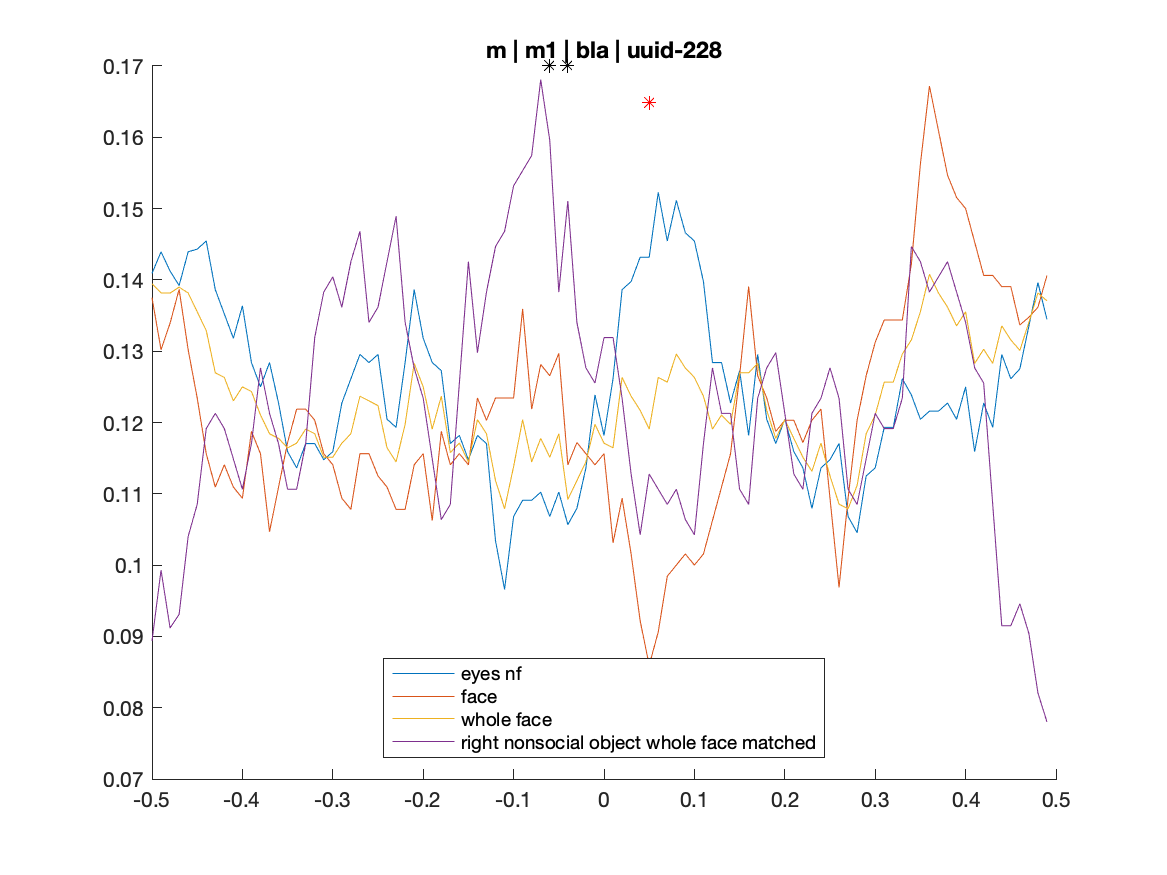 m | m1 | bla | uuid-228
0.17
0.16
0.15
0.14
0.13
0.12
0.11
0.1
0.09
0.08
0.07
eyes nf
face
whole face
right nonsocial object whole face matched
-0.5 -0.4 -0.3 -0.2 -0.1 0 0.1 0.2 0.3 0.4 0.5